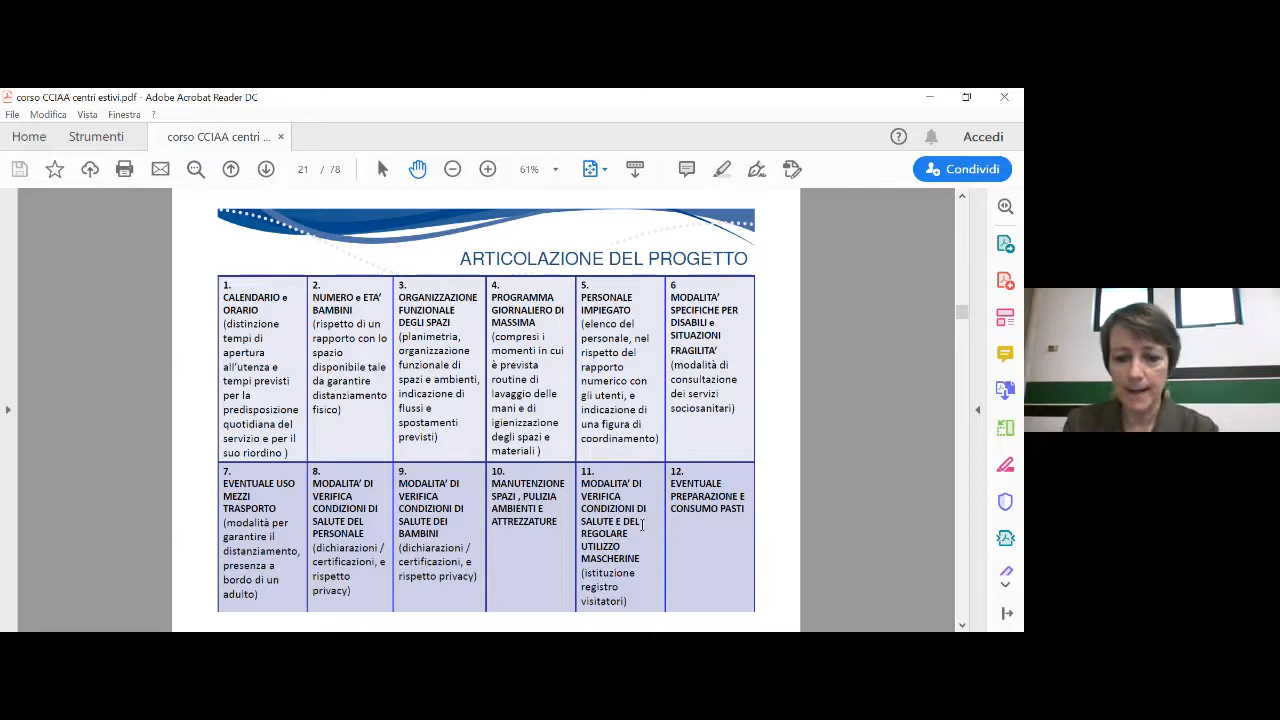 corso CCIAA centri estivi.pdf - Adobe Acrobat Reader DC
File Modifica Vista Finestra ?
Home Strumenti corso CCIAA centri ... × Accedi
21 / 78 61% Condividi
ARTICOLAZIONE DEL PROGETTO
1.
CALENDARIO e
ORARIO
(distinzione
tempi di
apertura
all'utenza e
tempi previsti
per la
predisposizione
quotidiana del
servizio e per il
suo riordino )
2.
NUMERO e ETA'
BAMBINI
(rispetto di un
rapporto con lo
spazio
disponibile tale
da garantire
distanziamento
fisico)
3.
ORGANIZZAZIONE
FUNZIONALE
DEGLI SPAZI
(planimetria,
organizzazione
funzionale di
spazi e ambienti,
indicazione di
flussi e
spostamenti
previsti)
4.
PROGRAMMA
GIORNALIERO DI
MASSIMA
(compresi i
momenti in cui
è prevista
routine di
lavaggio delle
mani e di
igienizzazione
degli spazi e
materiali )
5.
PERSONALE
IMPIEGATO
(elenco del
personale, nel
rispetto del
rapporto
numerico con
gli utenti, e
indicazione di
una figura di
coordinamento)
6
MODALITA'
SPECIFICHE PER
DISABILI e
SITUAZIONI
FRAGILITA'
(modalità di
consultazione
dei servizi
sociosanitari)
7.
EVENTUALE USO
MEZZI
TRASPORTO
(modalità per
garantire il
distanziamento,
presenza a
bordo di un
adulto)
8.
MODALITA' DI
VERIFICA
CONDIZIONI DI
SALUTE DEL
PERSONALE
(dichiarazioni /
certificazioni, e
rispetto
privacy)
9.
MODALITA' DI
VERIFICA
CONDIZIONI DI
SALUTE DEI
BAMBINI
(dichiarazioni /
certificazioni, e
rispetto privacy)
10.
MANUTENZIONE
SPAZI , PULIZIA
AMBIENTI E
ATTREZZATURE
11.
MODALITA' DI
VERIFICA
CONDIZIONI DI
SALUTE E DEL
REGOLARE
UTILIZZO
MASCHERINE
(istituzione
registro
visitatori)
12.
EVENTUALE
PREPARAZIONE E
CONSUMO PASTI